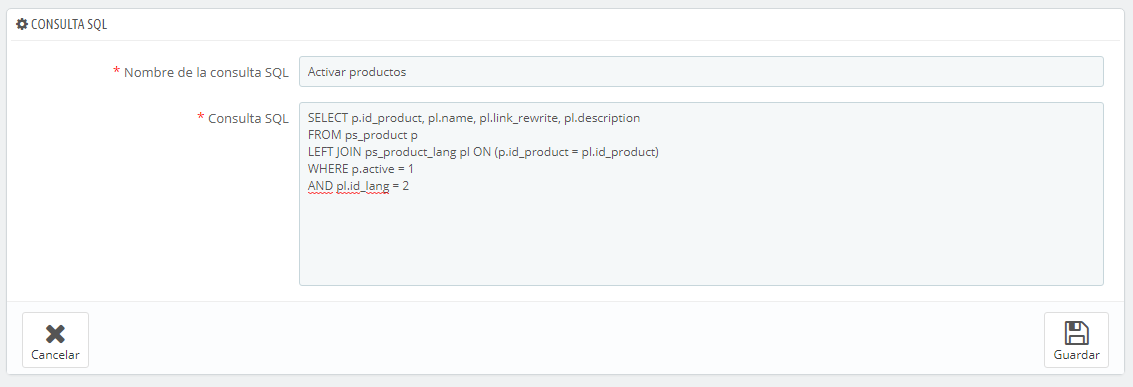 CONSULTA SQL
* Nombre de la consulta SQL
Activar productos
* Consulta SQL
SELECT p.id_product, pl.name, pl.link_rewrite, pl.description
FROM ps_product p
LEFT JOIN ps_product_lang pl ON (p.id_product = pl.id_product)
WHERE p.active = 1
AND pl.id_lang = 2
Cancelar
Guardar